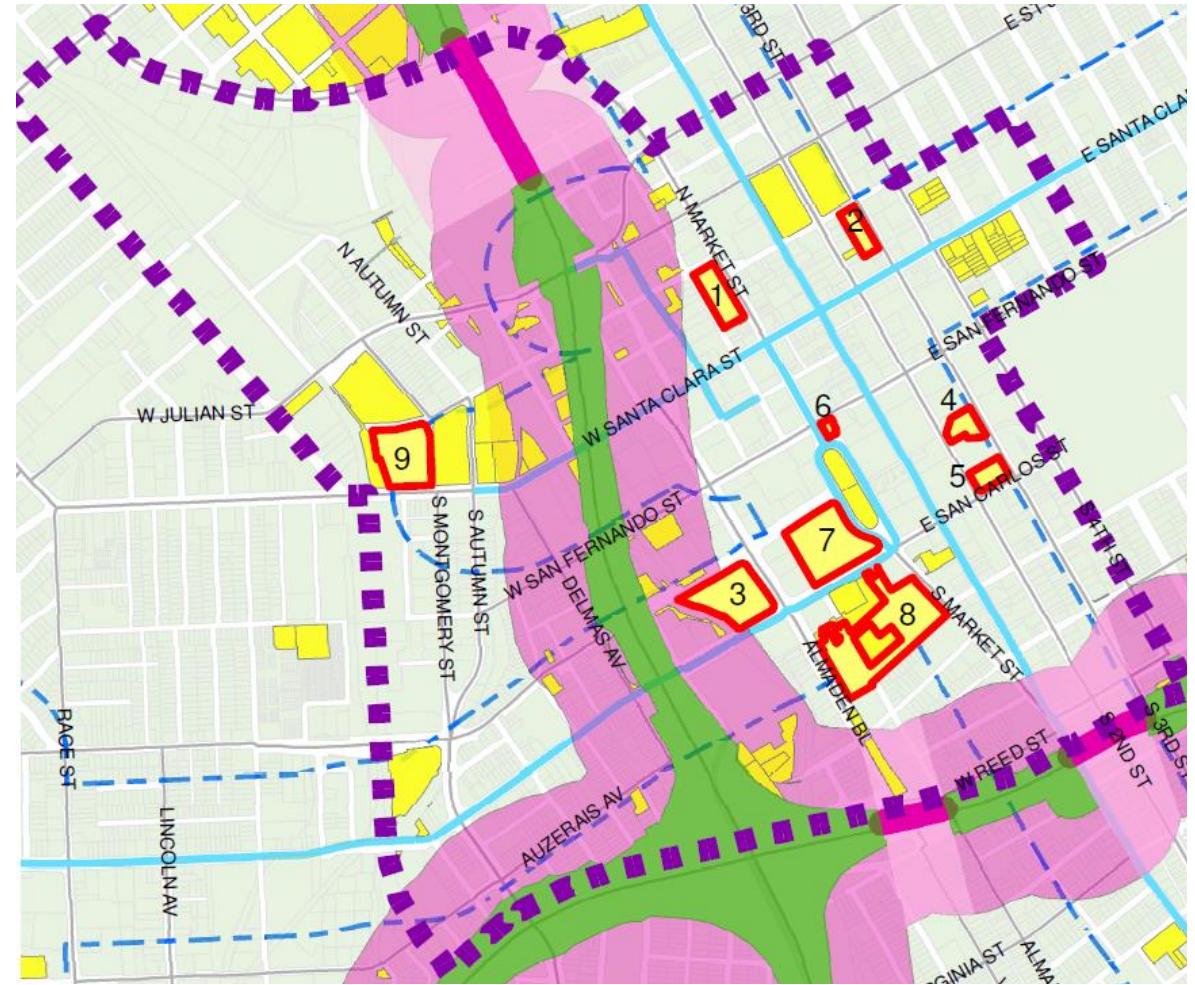 3RD ST
E ST J
E SANTA CLA
N MARKET ST
2
1
N AUTUMN ST
E SAN FERNANDO ST
W SANTA CLARA ST
W JULIAN ST
6
4
9
5
E SAN CARLOS ST
S MONTGOMERY ST
S AUTUMN ST
W SAN FERNANDO ST
7
S 4TH ST
DELMAS AV
3
8
S MARKET ST
ALMADEN BL
RACE ST
W REED ST
S 2ND ST
S 3RD ST
LINCOLN AV
AUZERAIS AV
RGINIA ST
ALMA